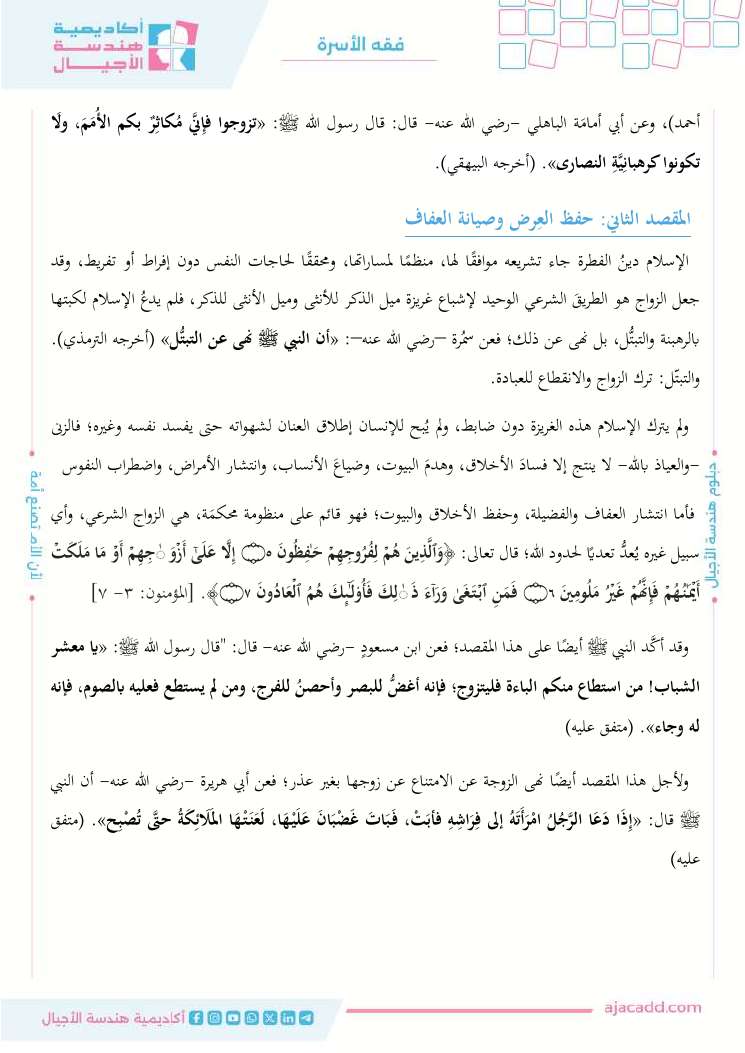 أكاديمية
هندسة
الأجيال
فقه الأسرة
أحمد)، وعن أبي أمامَة الباهلي -رضي الله عنه- قال: قال رسول الله ﷺ: «تزوجوا فإنَّي مُكاثِرٌ بكم الأُمَمَ، ولَا
تكونوا كرهبانِيَّةِ النصارى». (أخرجه البيهقي).
المقصد الثاني: حفظ العِرض وصيانة العفاف
الإسلام دينُ الفطرة جاء تشريعه موافقًا لها، منظمًا لمساراتها، ومحققًا لحاجات النفس دون إفراط أو تفريط، وقد
جعل الزواج هو الطريقَ الشرعي الوحيد لإشباع غريزة ميل الذكر للأنثى وميل الأنثى للذكر، فلم يدعُ الإسلام لكبتها
بالرهبنة والتبتُّل، بل نهى عن ذلك؛ فعن سمُرة –رضي الله عنه–: «أن النبي ﷺ نهى عن التبتُّل» (أخرجه الترمذي).
والتبتّل: ترك الزواج والانقطاع للعبادة.
ولم يترك الإسلام هذه الغريزة دون ضابط، ولم يُبح للإنسان إطلاق العنان لشهواته حتى يفسد نفسه وغيره؛ فالزنى
-والعياذ بالله- لا ينتج إلا فسادَ الأخلاق، وهدمَ البيوت، وضياعَ الأنساب، وانتشار الأمراض، واضطراب النفوس
فأما انتشار العفاف والفضيلة، وحفظ الأخلاق والبيوت؛ فهو قائم على منظومة محكمَة، هي الزواج الشرعي، وأي
سبيل غيره يُعدُّ تعديًا لحدود الله؛ قال تعالى: ﴿وَٱلَّذِينَ هُمۡ لِفُرُوجِهِمۡ حَٰفِظُونَ ۝٥ إِلَّا عَلَىٰٓ أَزۡوَٰجِهِمۡ أَوۡ مَا مَلَكَتۡ
أَيۡمَٰنُهُمۡ فَإِنَّهُمۡ غَيۡرُ مَلُومِينَ ۝٦ فَمَنِ ٱبۡتَغَىٰ وَرَآءَ ذَٰلِكَ فَأُوْلَٰٓئِكَ هُمُ ٱلۡعَادُونَ ۝٧﴾. [المؤمنون: ٣- ٧]
وقد أكَّد النبي ﷺ أيضًا على هذا المقصد؛ فعن ابن مسعودٍ -رضي الله عنه- قال: "قال رسول الله ﷺ: «يا معشر
الشباب! من استطاع منكم الباءة فليتزوج؛ فإنه أغضُّ للبصر وأحصنُ للفرج، ومن لم يستطع فعليه بالصوم، فإنه
له وجاء». (متفق عليه)
ولأجل هذا المقصد أيضًا نهى الزوجة عن الامتناع عن زوجها بغير عذر؛ فعن أبي هريرة -رضي الله عنه- أن النبي
ﷺ قال: «إِذَا دَعَا الرَّجُلُ امْرَأَتَهُ إلى فِرَاشِهِ فأبَتْ، فَبَاتَ غَضْبَانَ عَلَيْهَا، لَعَنَتْهَا المَلَائِكَةُ حتَّى تُصْبِح». (متفق
عليه)
دبلوم هندسة الأجيال
لأن الأم تصنع أمة
أكاديمية هندسة الأجيال
ajacadd.com